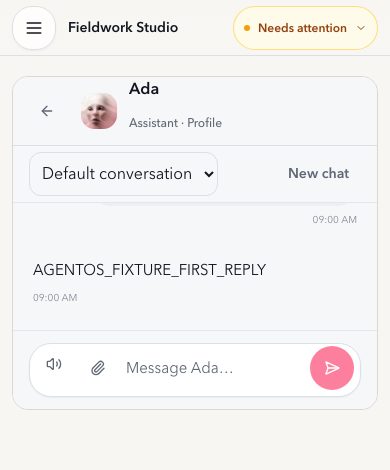 Fieldwork Studio
Needs attention
Ada
Assistant · Profile
Default conversation
New chat
09:00 AM
AGENTOS_FIXTURE_FIRST_REPLY
09:00 AM
Message Ada…